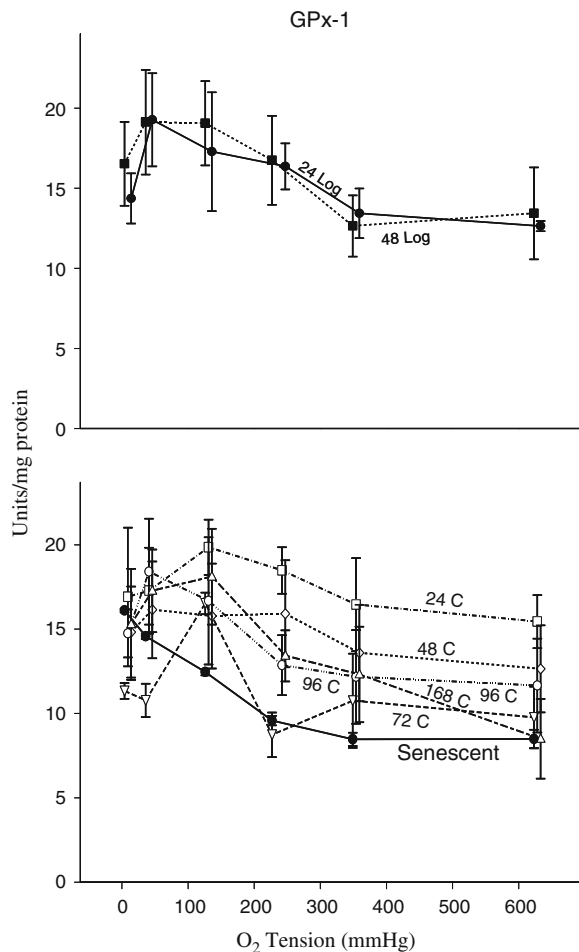 GPx-1
20
15
10
5
0
24 Log
48 Log
Units/mg protein
20
15
10
5
0
24 C
48 C
96 C
168 C
96 C
72 C
Senescent
0 100 200 300 400 500 600
O₂ Tension (mmHg)